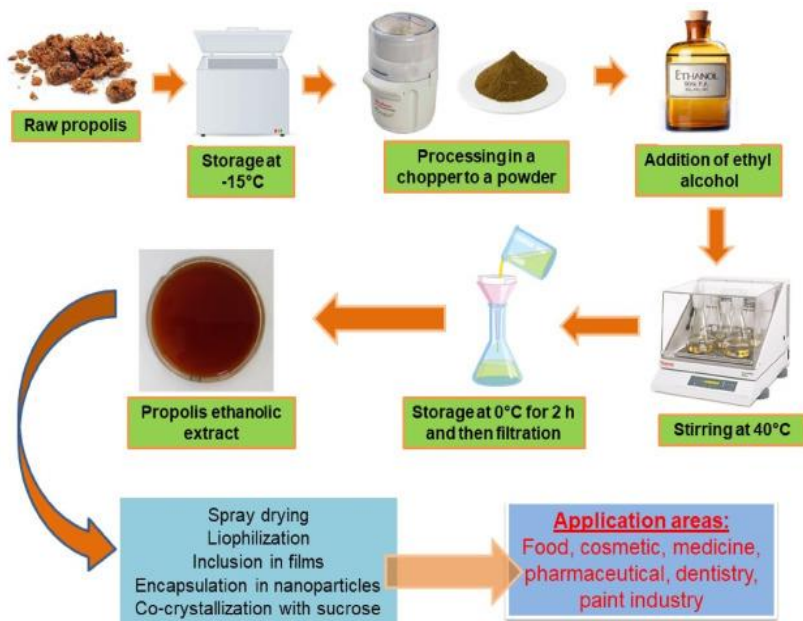 Raw propolis
Storage at
-15°C
Processing in a
chopper to a powder
ETHANOL
Addition of ethyl
alcohol
Propolis ethanolic
extract
Storage at 0°C for 2 h
and then filtration
Stirring at 40°C
Spray drying
Liophilization
Inclusion in films
Encapsulation in nanoparticles
Co-crystallization with sucrose
Application areas:
Food, cosmetic, medicine,
pharmaceutical, dentistry,
paint industry